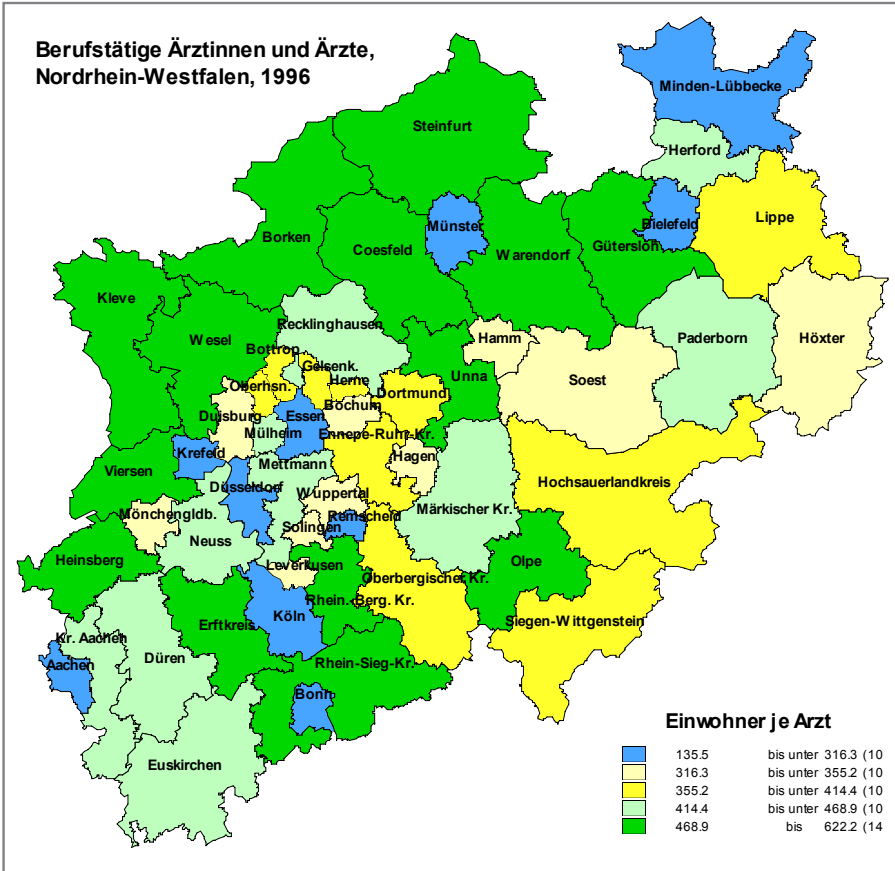 Berufstätige Ärztinnen und Ärzte,
Nordrhein-Westfalen, 1996
Minden-Lübbecke
Steinfurt
Herford
Lippe
Bielefeld
Münster
Borken
Coesfeld
Warendorf
Gütersloh
Kleve
Recklinghausen
Wesel
Hamm
Paderborn
Höxter
Bottrop
Gelsenk.
Herne
Unna
Soest
Oberhsn.
Dortmund
Duisburg
Essen
Bochum
Mülheim
Ennepe-Ruhr-Kr.
Krefeld
Mettmann
Hagen
Viersen
Düsseldorf
Wuppertal
Hochsauerlandkreis
Mönchengldb.
Solingen
Remscheid
Märkischer Kr.
Neuss
Heinsberg
Leverkusen
Oberbergischer Kr.
Olpe
Rhein. Berg. Kr.
Köln
Erftkreis
Siegen-Wittgenstein
Kr. Aachen
Aachen
Düren
Rhein-Sieg-Kr.
Bonn
Euskirchen
Einwohner je Arzt
135.5 bis unter 316.3 (10
316.3 bis unter 355.2 (10
355.2 bis unter 414.4 (10
414.4 bis unter 468.9 (10
468.9 bis 622.2 (14